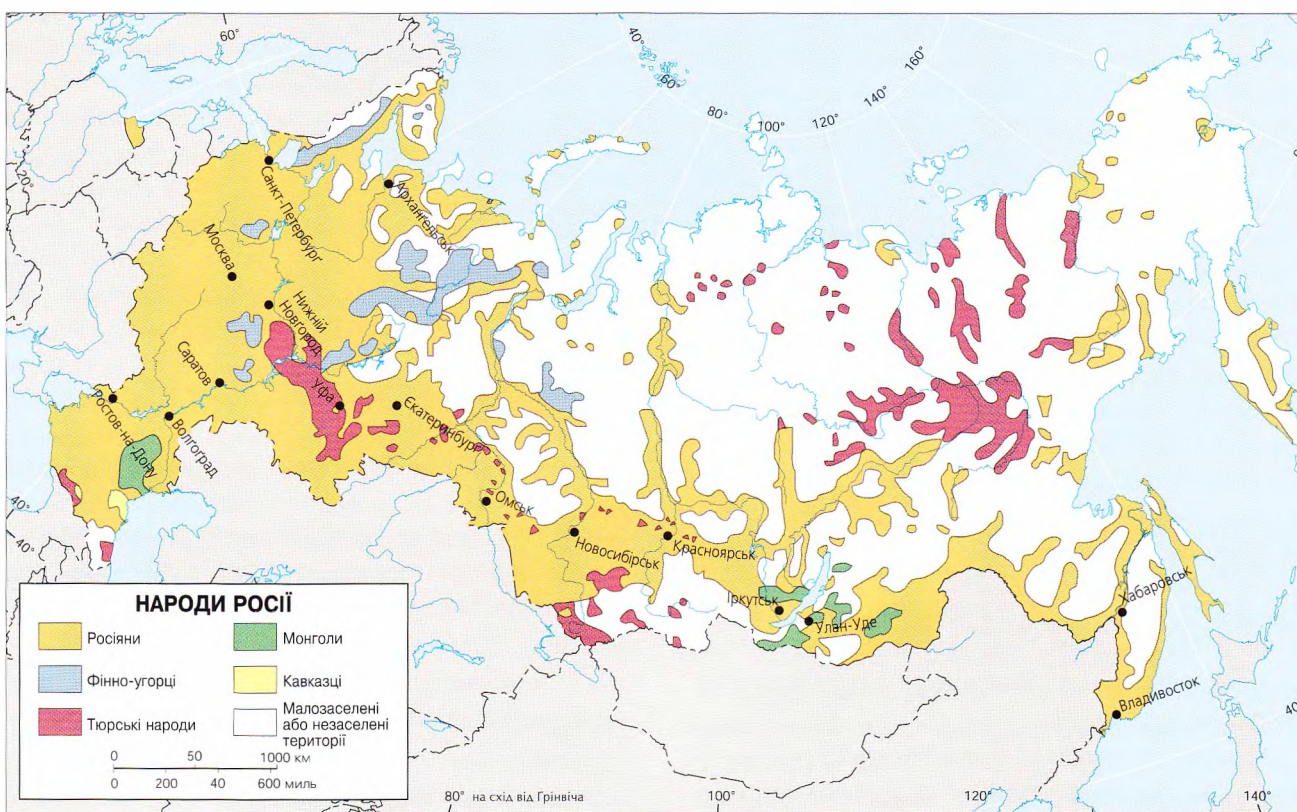 60°
40°
60°
80°
100°
120°
140°
160°
20°
Санкт-Петербург
Архангельськ
Москва
Нижній
Новгород
Саратов
Уфа
Єкатеринбург
Ростов-на-Дону
Волгоград
Омськ
Новосибірськ
Красноярськ
Іркутськ
Улан-Уде
Хабаровськ
Владивосток
40°
40°
НАРОДИ РОСІЇ
Росіяни
Монголи
Фінно-угорці
Кавказці
Тюрські народи
Малозаселені
або незаселені
території
0 50 1000 км
0 200 40 600 миль
80° на схід від Грінвіча
100°
120°
140°